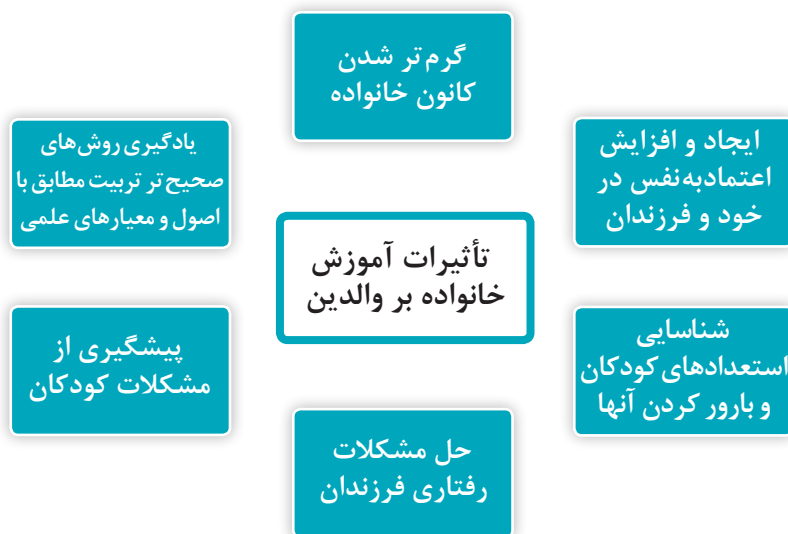 گرم‌تر شدن
کانون خانواده
ایجاد و افزایش
اعتمادبه‌نفس در
خود و فرزندان
یادگیری روش‌های
صحیح‌تر تربیت مطابق با
اصول و معیارهای علمی
تأثیرات آموزش
خانواده بر والدین
شناسایی
استعدادهای کودکان
و بارور کردن آنها
پیشگیری از
مشکلات کودکان
حل مشکلات
رفتاری فرزندان